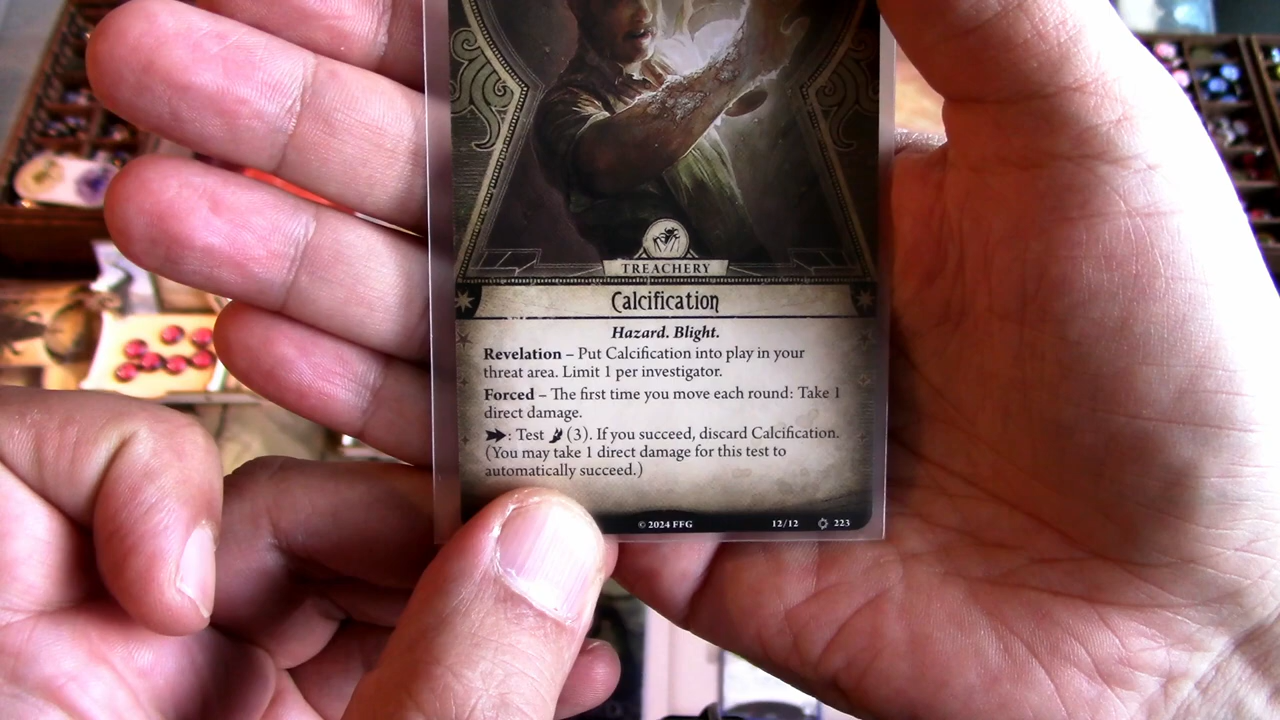 TREACHERY
Calcification
Hazard. Blight.
Revelation – Put Calcification into play in your
threat area. Limit 1 per investigator.
Forced – The first time you move each round: Take 1
direct damage.
: Test (3). If you succeed, discard Calcification.
(You may take 1 direct damage for this test to
automatically succeed.)
© 2024 FFG 12/12 223